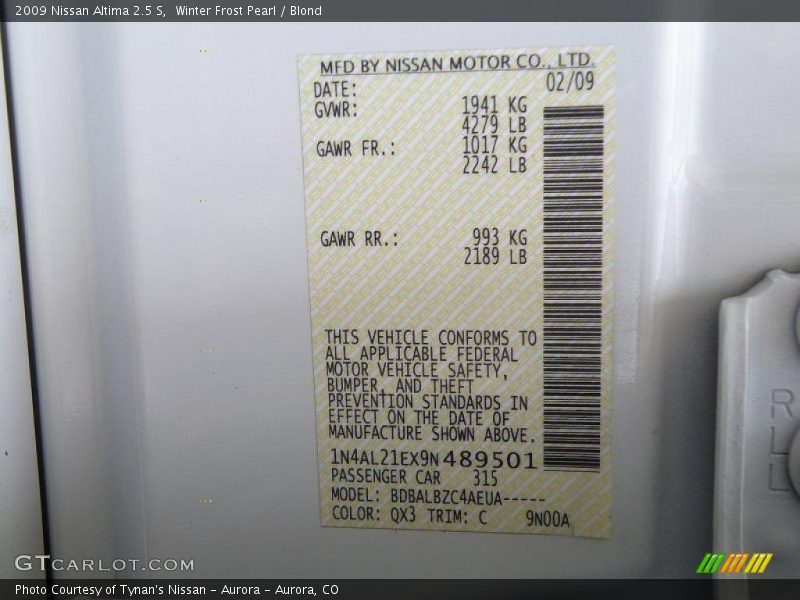 2009 Nissan Altima 2.5 S,  Winter Frost Pearl / Blond
MFD BY NISSAN MOTOR CO., LTD.
DATE: 02/09
GVWR: 1941 KG
4279 LB
GAWR FR.: 1017 KG
2242 LB
GAWR RR.: 993 KG
2189 LB
THIS VEHICLE CONFORMS TO
ALL APPLICABLE FEDERAL
MOTOR VEHICLE SAFETY,
BUMPER, AND THEFT
PREVENTION STANDARDS IN
EFFECT ON THE DATE OF
MANUFACTURE SHOWN ABOVE.
1N4AL21EX9N489501
PASSENGER CAR 315
MODEL: BDBALBZC4AEUA-----
COLOR: QX3 TRIM: C 9N00A
R
L
L
GTCARLOT.COM
Photo Courtesy of Tynan's Nissan - Aurora - Aurora, CO